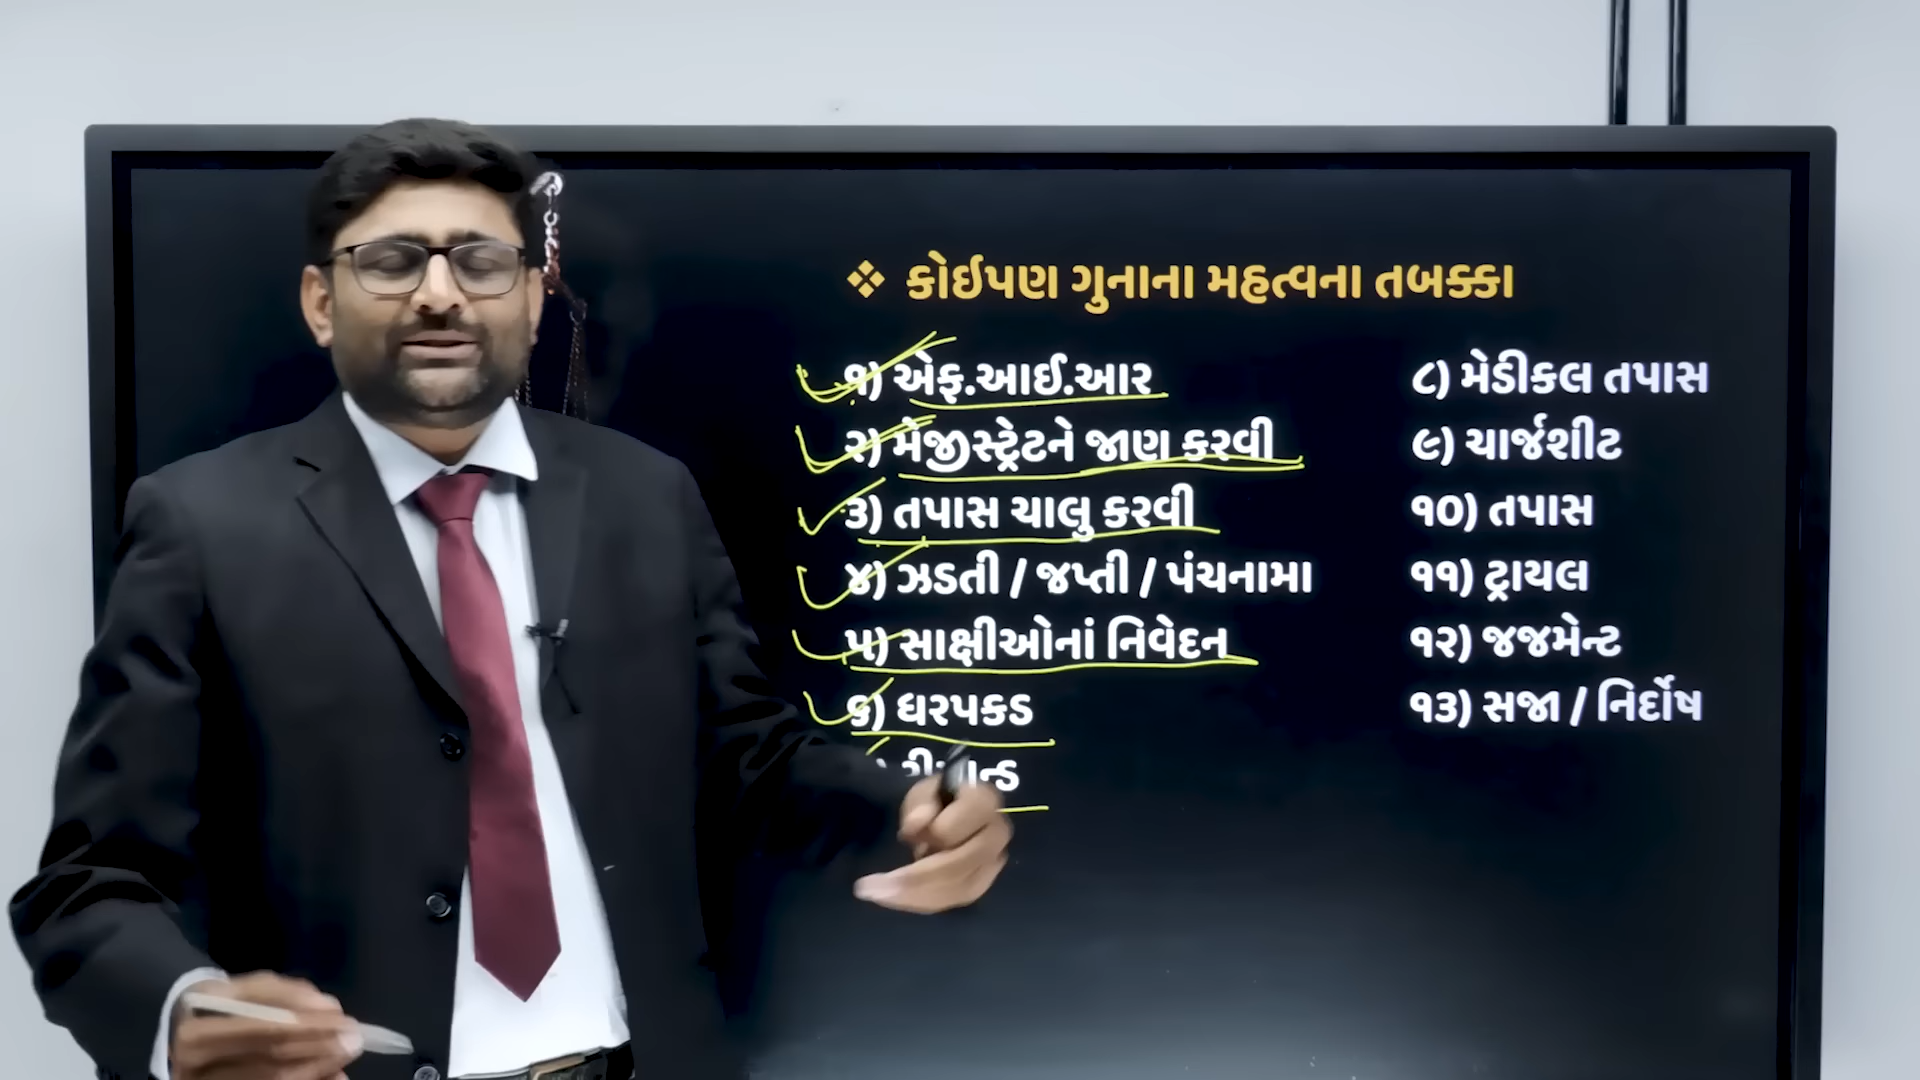 ❖ કોઈપણ ગુનાના મહત્વના તબક્કા
૧) એફ.આઈ.આર
૨) મેજીસ્ટ્રેટને જાણ કરવી
૩) તપાસ ચાલુ કરવી
૪) ઝડતી / જપ્તી / પંચનામા
૫) સાક્ષીઓનાં નિવેદન
૬) ધરપકડ
૮) મેડીકલ તપાસ
૯) ચાર્જશીટ
૧૦) તપાસ
૧૧) ટ્રાયલ
૧૨) જજમેન્ટ
૧૩) સજા / નિર્દોષ